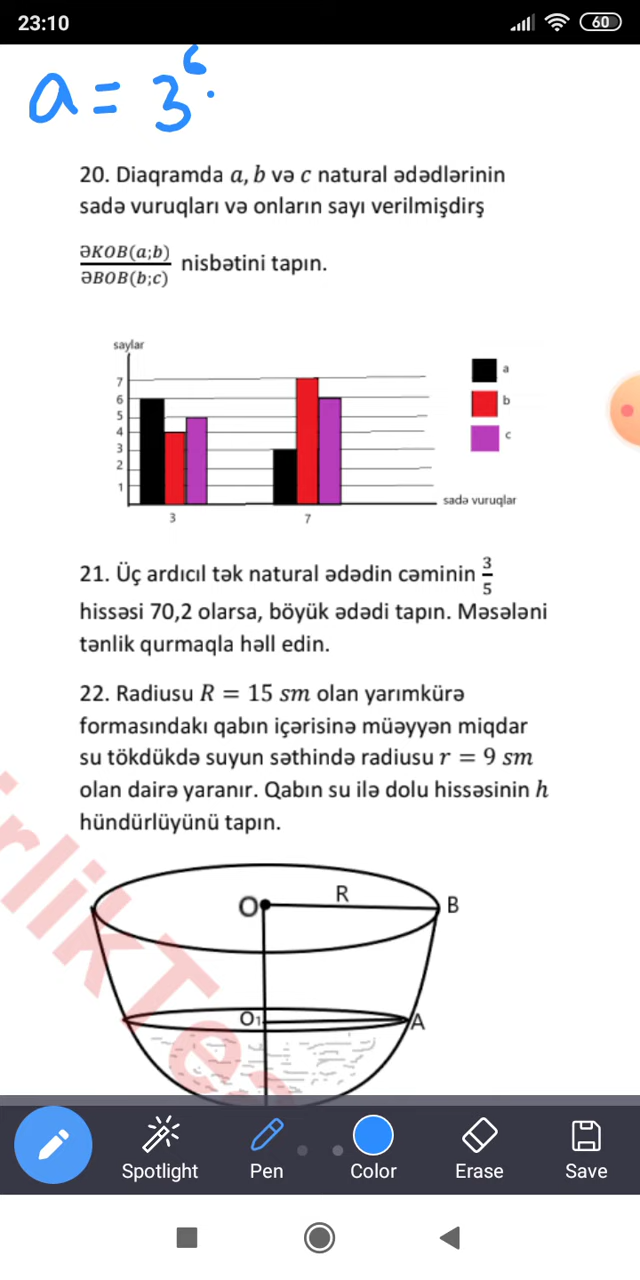 23:10
60
a = 3⁶·
20. Diaqramda a, b və c natural ədədlərinin
sadə vuruqları və onların sayı verilmişdirş
ƏKOB(a;b)/ƏBOB(b;c) nisbətini tapın.
saylar
7
6
5
4
3
2
1
3
7
sadə vuruqlar
a
b
c
21. Üç ardıcıl tək natural ədədin cəminin 3/5
hissəsi 70,2 olarsa, böyük ədədi tapın. Məsələni
tənlik qurmaqla həll edin.
22. Radiusu R = 15 sm olan yarımkürə
formasındakı qabın içərisinə müəyyən miqdar
su tökdükdə suyun səthində radiusu r = 9 sm
olan dairə yaranır. Qabın su ilə dolu hissəsinin h
hündürlüyünü tapın.
O
R
B
O₁
A
Spotlight
Pen
Color
Erase
Save